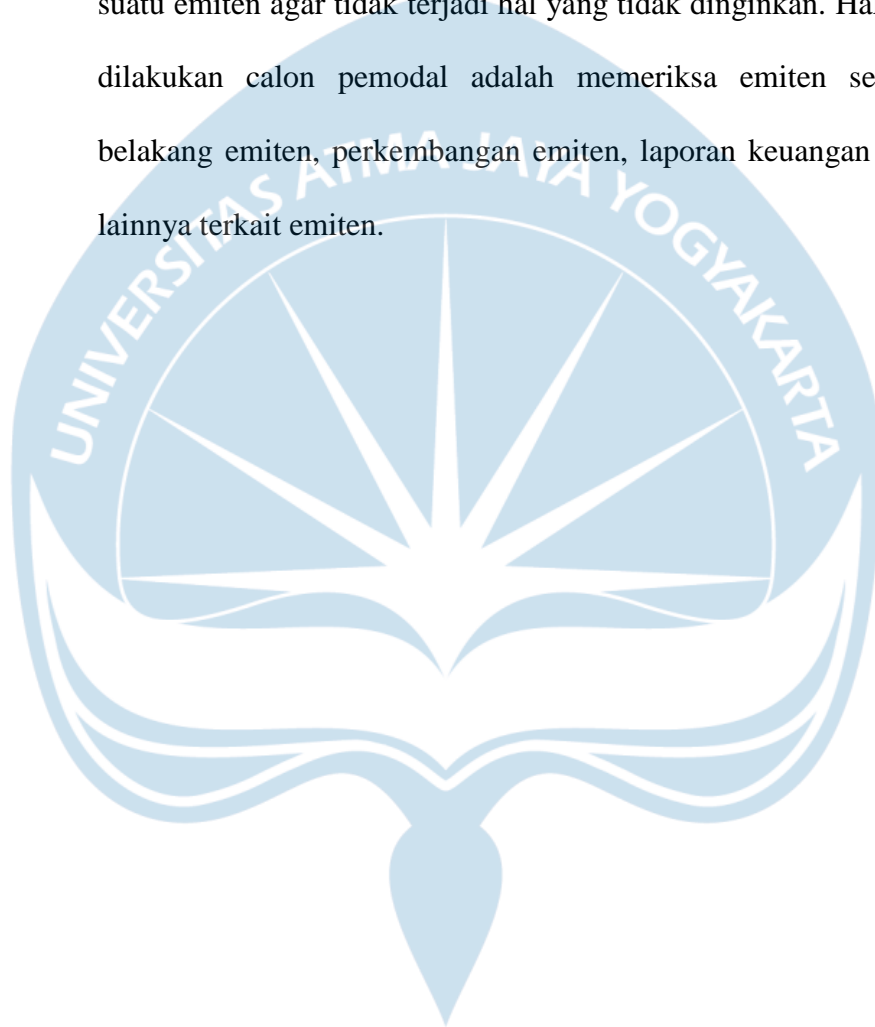 suatu emiten agar tidak terjadi hal yang tidak dinginkan. Ha
dilakukan calon pemodal adalah memeriksa emiten se
belakang emiten, perkembangan emiten, laporan keuangan
lainnya terkait emiten.
UNIVERSITAS ATMA JAYA YOGYAKARTA